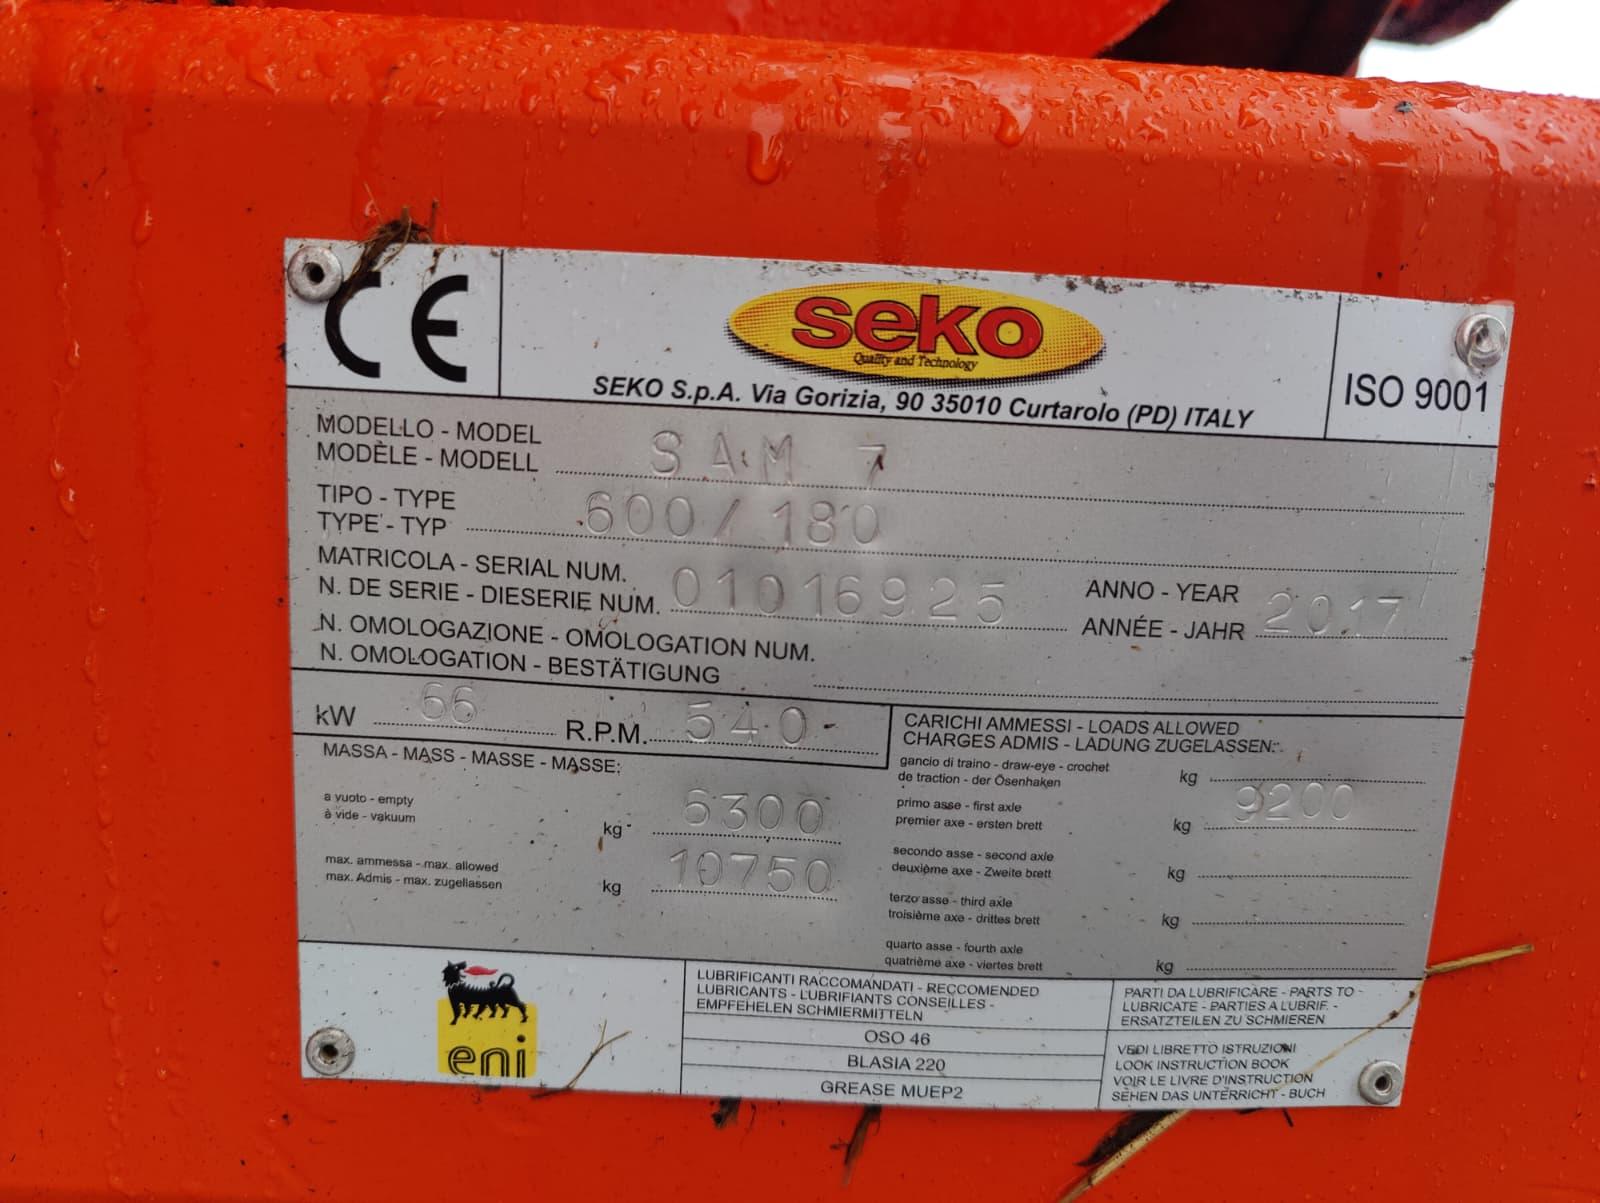 CE
seko
Quality and Technology
SEKO S.p.A. Via Gorizia, 90 35010 Curtarolo (PD) ITALY
ISO 9001
MODELLO - MODEL
MODÈLE - MODELL SAM 7
TIPO - TYPE
TYPE - TYP 600/180
MATRICOLA - SERIAL NUM.
N. DE SERIE - DIESERIE NUM. 01016925
ANNO - YEAR
ANNÉE - JAHR 2017
N. OMOLOGAZIONE - OMOLOGATION NUM.
N. OMOLOGATION - BESTÄTIGUNG
kW 66 R.P.M. 540
MASSA - MASS - MASSE - MASSE:
a vuoto - empty
à vide - vakuum kg 6300
max. ammessa - max. allowed
max. Admis - max. zugeliassen kg 10750
CARICHI AMMESSI - LOADS ALLOWED
CHARGES ADMIS - LADUNG ZUGELASSEN:
gancio di traino - draw-eye - crochet
de traction - der Ösenhaken kg
primo asse - first axle
premier axe - ersten brett kg 9200
secondo asse - second axle
deuxième axe - Zweite brett kg
terzo asse - third axle
troisième axe - drittes brett kg
quarto asse - fourth axle
quatrième axe - viertes brett kg
eni
LUBRIFICANTI RACCOMANDATI - RECCOMENDED
LUBRICANTS - LUBRIFIANTS CONSEILLES -
EMPFEHELEN SCHMIERMITTELN
OSO 46
BLASIA 220
GREASE MUEP2
PARTI DA LUBRIFICARE - PARTS TO -
LUBRICATE - PARTIES A LUBRIF. -
ERSATZTEILEN ZU SCHMIEREN
VEDI LIBRETTO ISTRUZIONI
LOOK INSTRUCTION BOOK
VOIR LE LIVRE D'INSTRUCTION
SEHEN DAS UNTERRICHT - BUCH